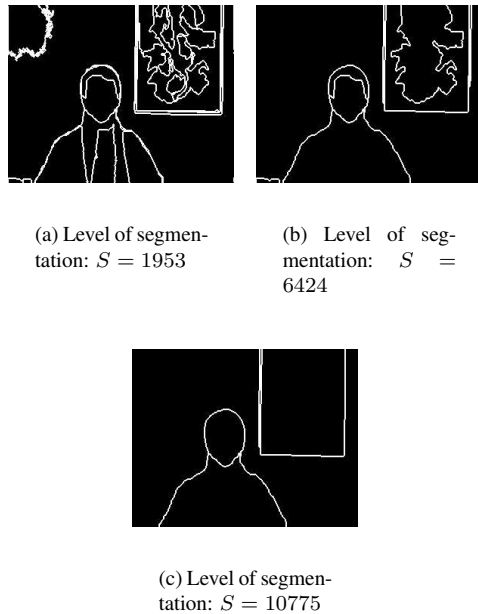 (a) Level of segmen-
tation: S = 1953
(b) Level of seg-
mentation: S =
6424
(c) Level of segmen-
tation: S = 10775